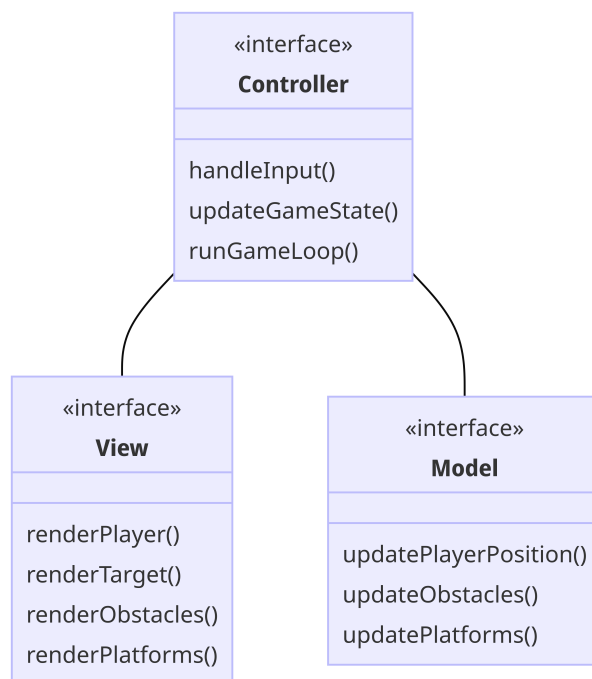 «interface»
Controller
handleInput()
updateGameState()
runGameLoop()
«interface»
View
renderPlayer()
renderTarget()
renderObstacles()
renderPlatforms()
«interface»
Model
updatePlayerPosition()
updateObstacles()
updatePlatforms()